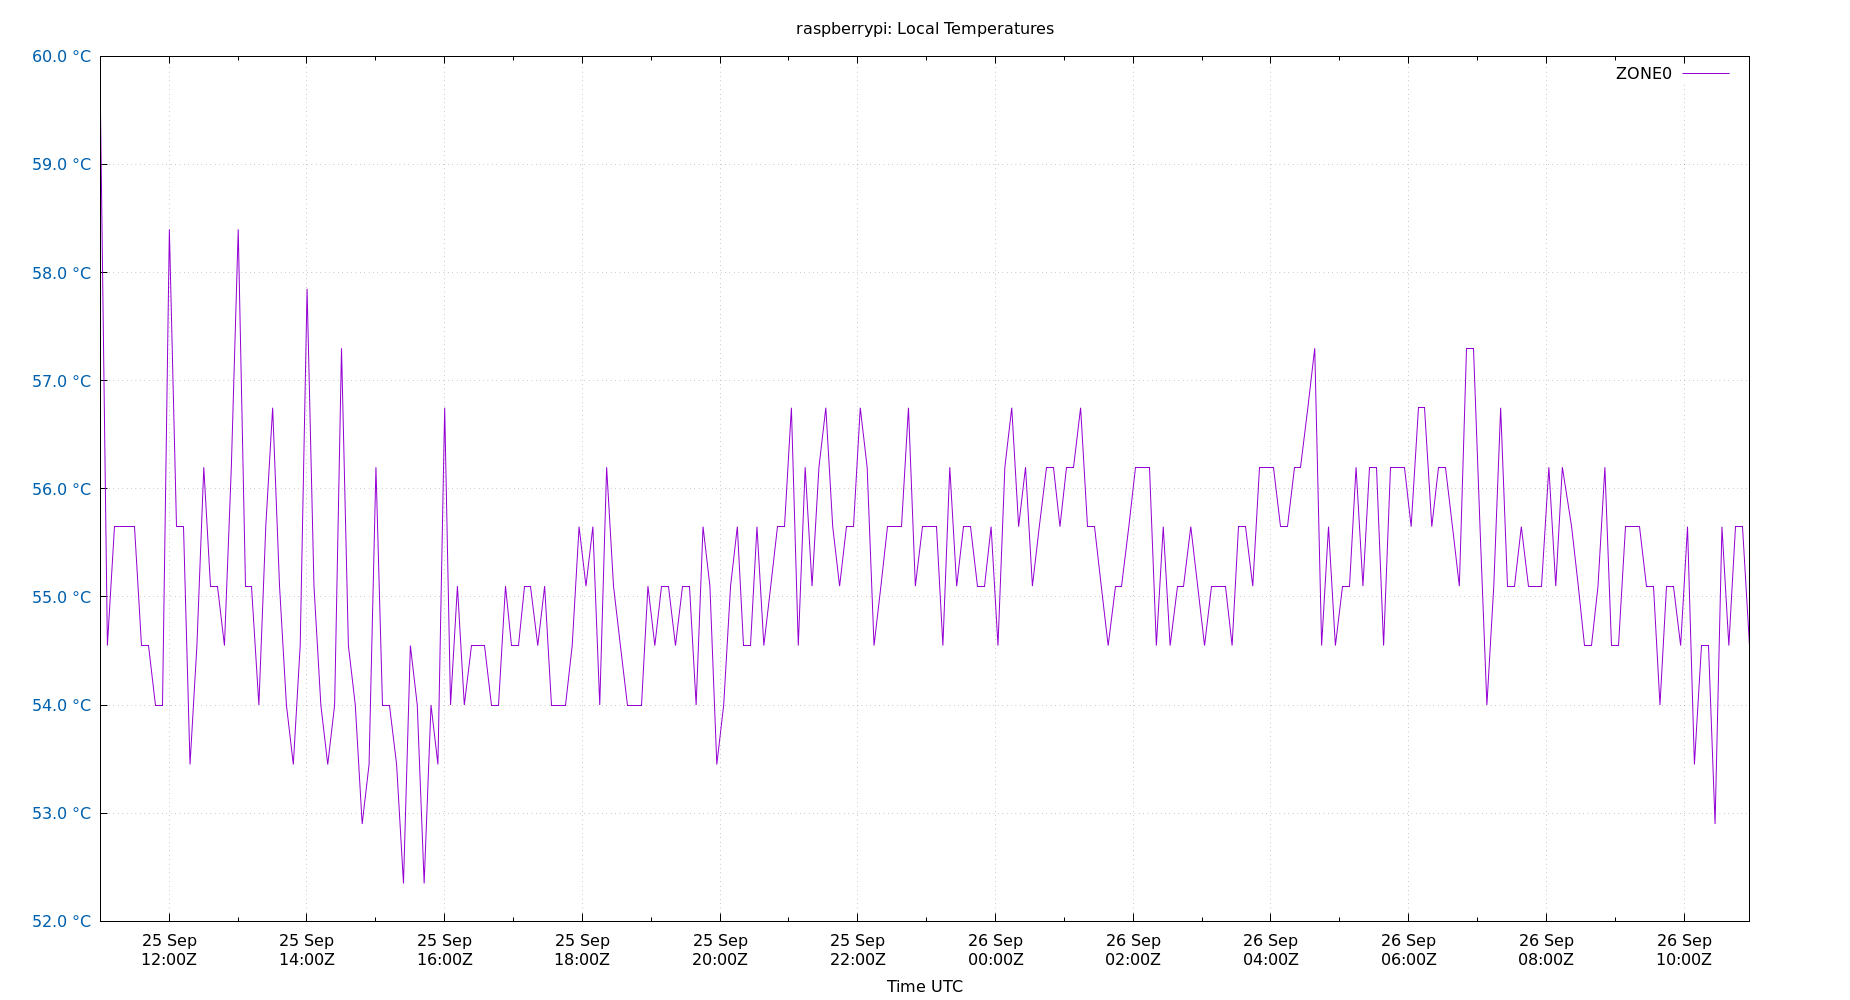 raspberrypi: Local Temperatures
60.0 °C
ZONE0
59.0 °C
58.0 °C
57.0 °C
56.0 °C
55.0 °C
54.0 °C
53.0 °C
52.0 °C
25 Sep 25 Sep 25 Sep 25 Sep 25 Sep 25 Sep 26 Sep 26 Sep 26 Sep 26 Sep 26 Sep 26 Sep
12:00Z 14:00Z 16:00Z 18:00Z 20:00Z 22:00Z 00:00Z 02:00Z 04:00Z 06:00Z 08:00Z 10:00Z
Time UTC